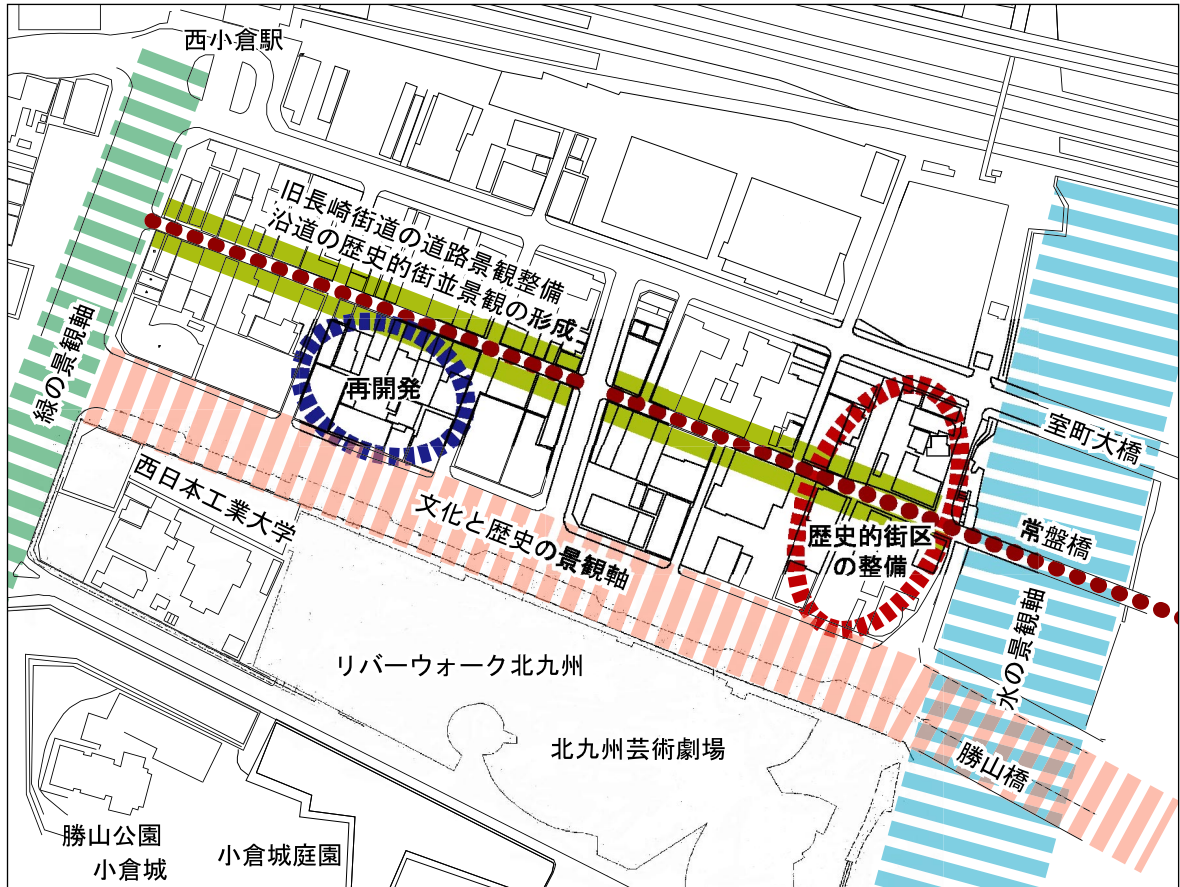 西小倉駅
旧長崎街道の道路景観整備
沿道の歴史的街並景観の形成
緑の景観軸
再開発
室町大橋
西日本工業大学
文化と歴史の景観軸
歴史的街区
の整備
常盤橋
水の景観軸
リバーウォーク北九州
北九州芸術劇場
勝山橋
勝山公園
小倉城
小倉城庭園